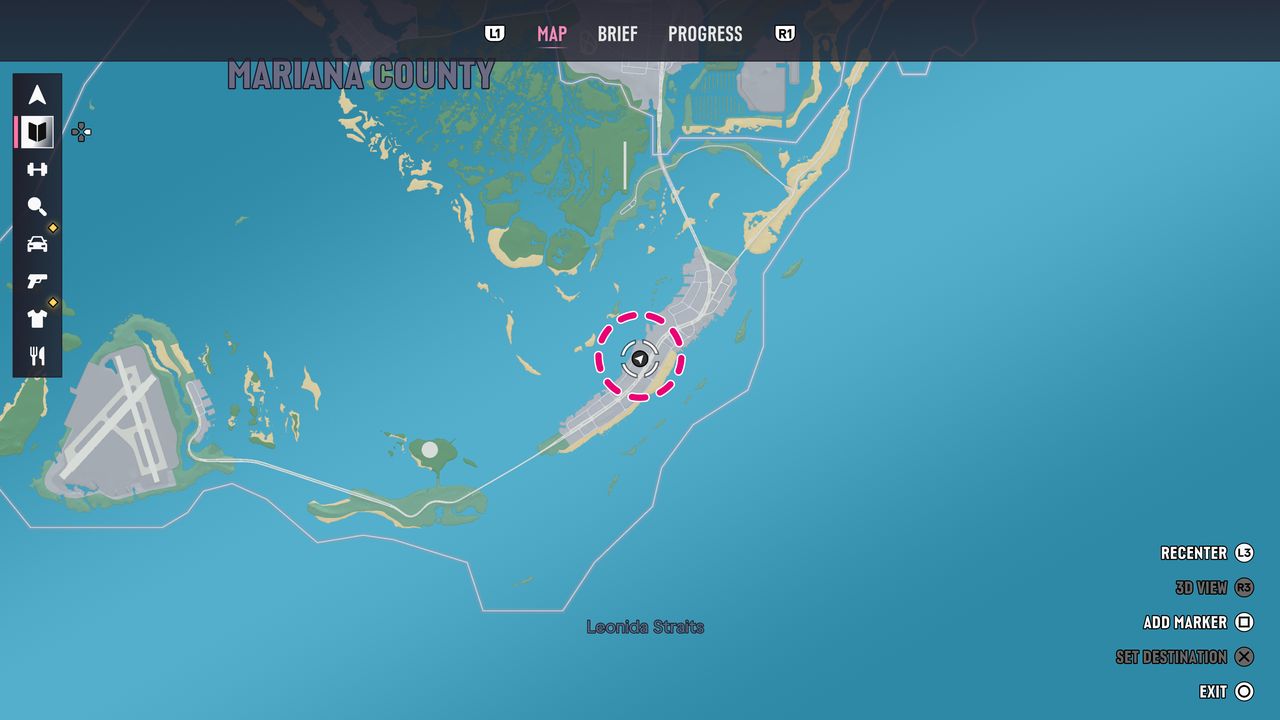 L1 MAP BRIEF PROGRESS R1
MARIANA COUNTY
RECENTER L3
3D VIEW R3
ADD MARKER
SET DESTINATION
Leonida Straits
EXIT